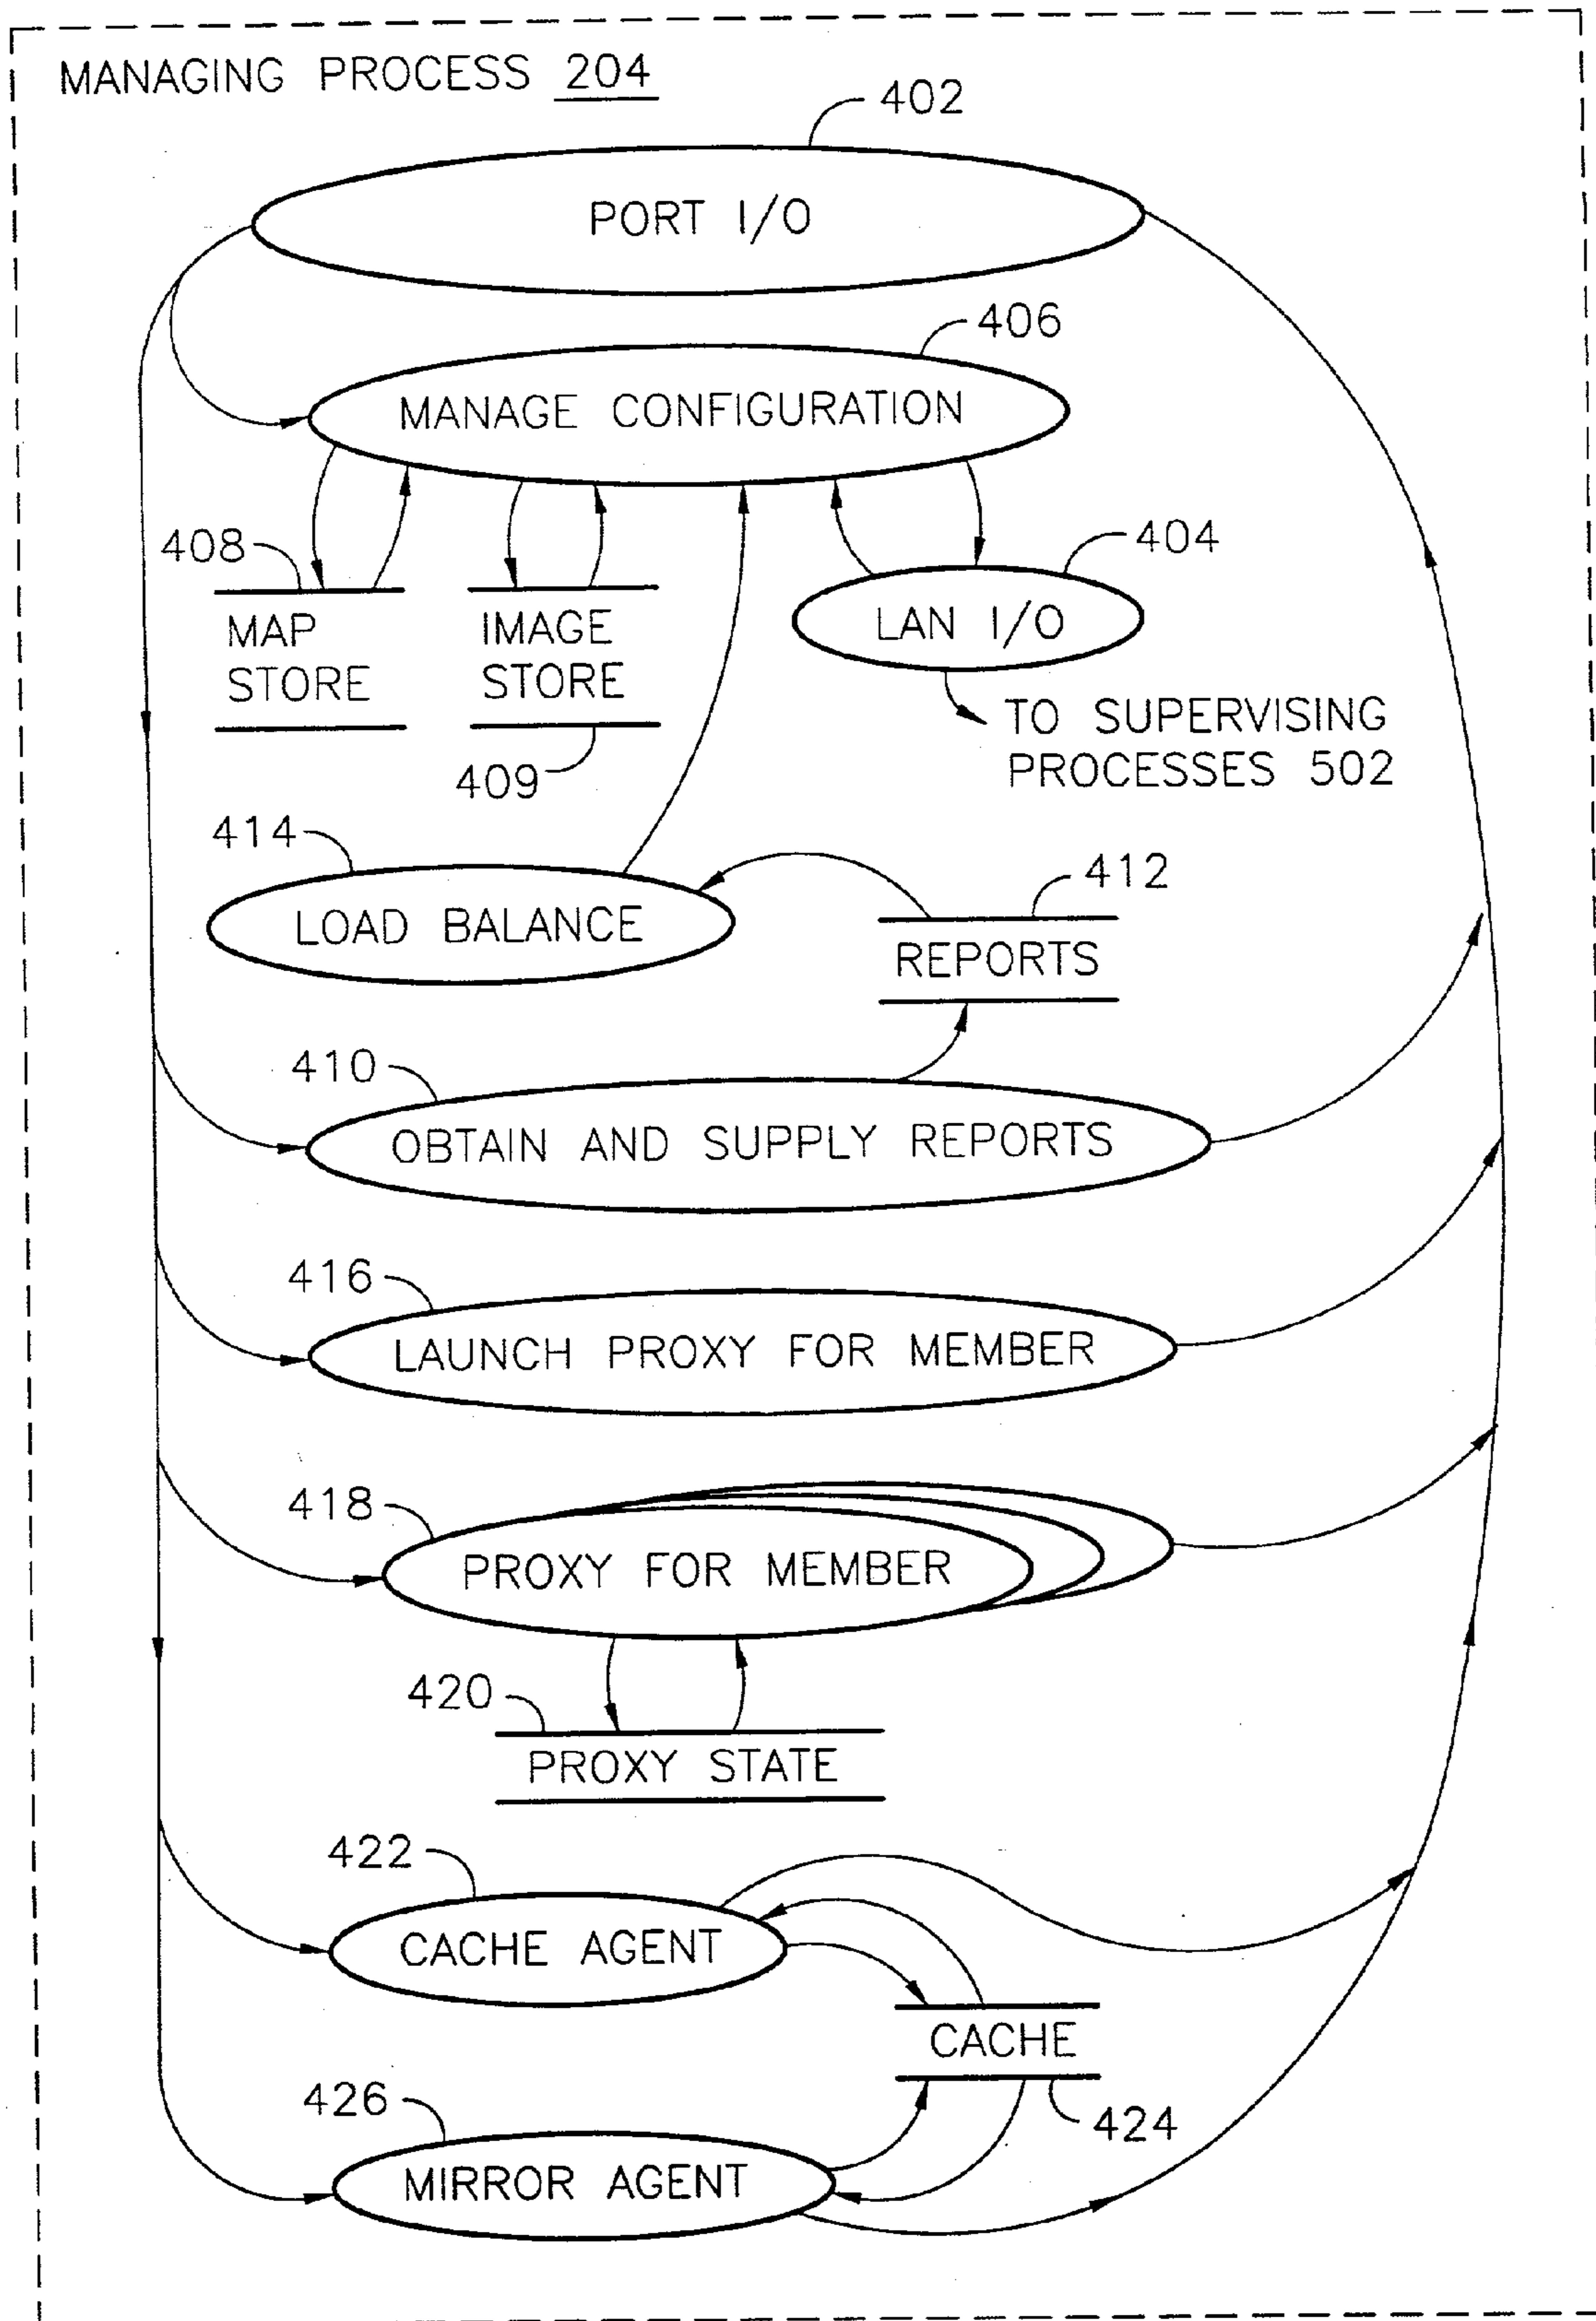 MANAGING PROCESS 204
402
PORT I/O
406
MANAGE CONFIGURATION
408
404
MAP
STORE
IMAGE
STORE
LAN I/O
409
TO SUPERVISING
PROCESSES 502
414
412
LOAD BALANCE
REPORTS
410
OBTAIN AND SUPPLY REPORTS
416
LAUNCH PROXY FOR MEMBER
418
PROXY FOR MEMBER
420
PROXY STATE
422
CACHE AGENT
CACHE
426
424
MIRROR AGENT